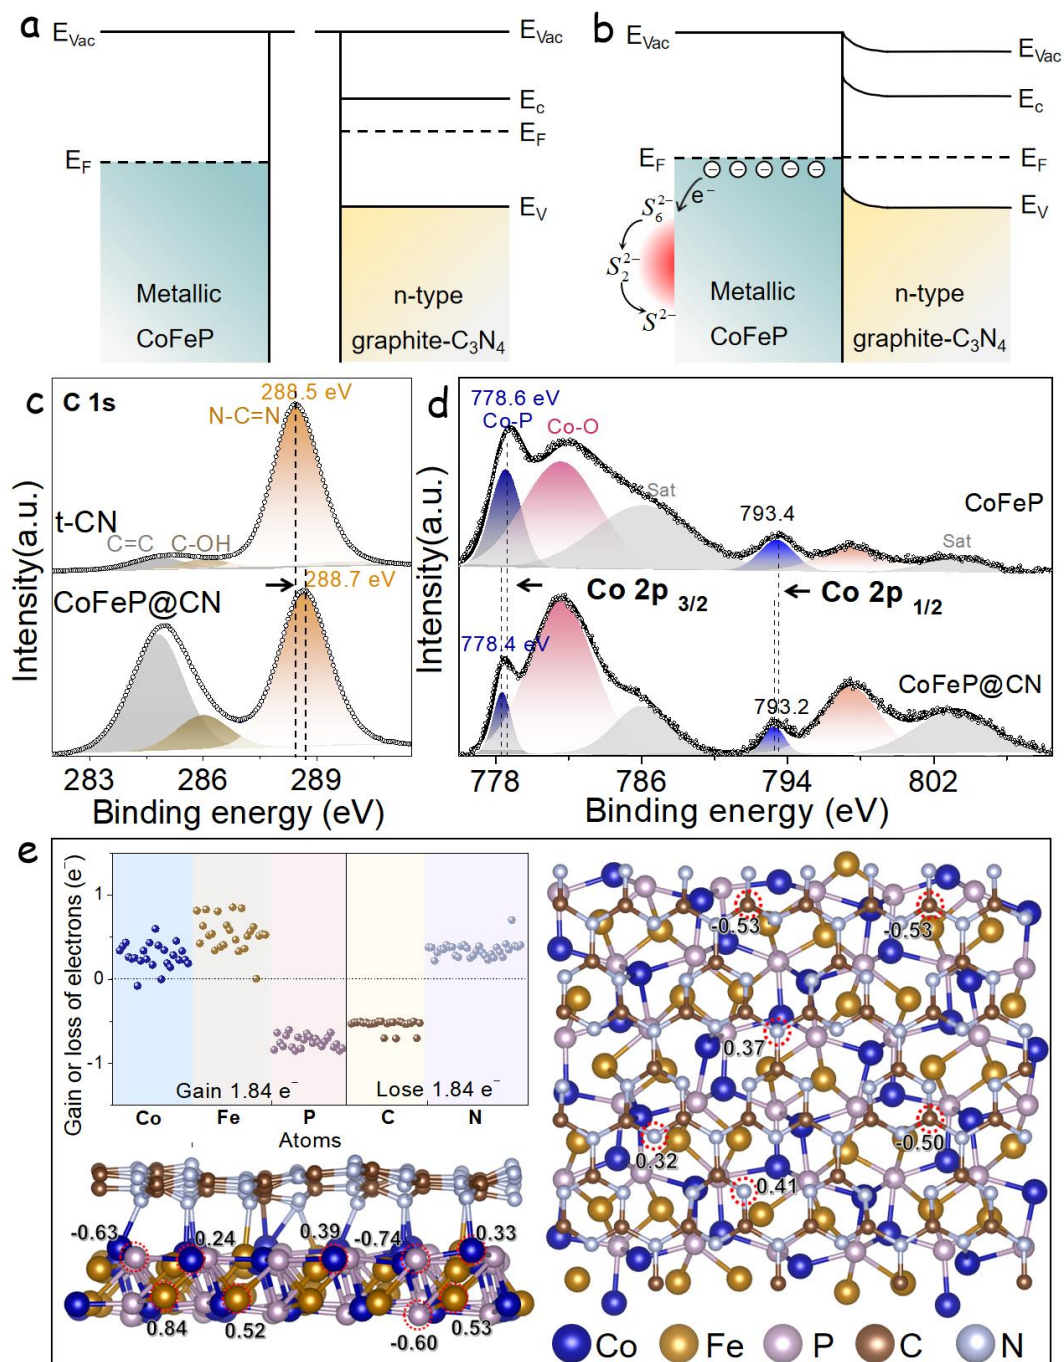 a
E_Vac
E_Vac
E_c
E_F
E_F
E_V
Metallic
CoFeP
n-type
graphite-C₃N₄
b
E_Vac
E_Vac
E_c
E_F
E_F
e⁻
S₆²⁻
S₂²⁻
S²⁻
E_V
Metallic
CoFeP
n-type
graphite-C₃N₄
c
C 1s
288.5 eV
N-C=N
t-CN
C=C
C-OH
288.7 eV
CoFeP@CN
Intensity(a.u.)
283
286
289
Binding energy (eV)
d
778.6 eV
Co-P
Co-O
Sat
793.4
CoFeP
Sat
Co 2p 3/2
Co 2p 1/2
778.4 eV
793.2
CoFeP@CN
Intensity(a.u.)
778
786
794
802
Binding energy (eV)
e
Gain or loss of electrons (e⁻)
1
0
-1
Gain 1.84 e⁻
Lose 1.84 e⁻
Co
Fe
P
C
N
Atoms
-0.63
0.24
0.39
-0.74
0.33
0.84
0.52
-0.60
0.53
-0.53
-0.53
0.37
-0.50
0.32
0.41
Co
Fe
P
C
N